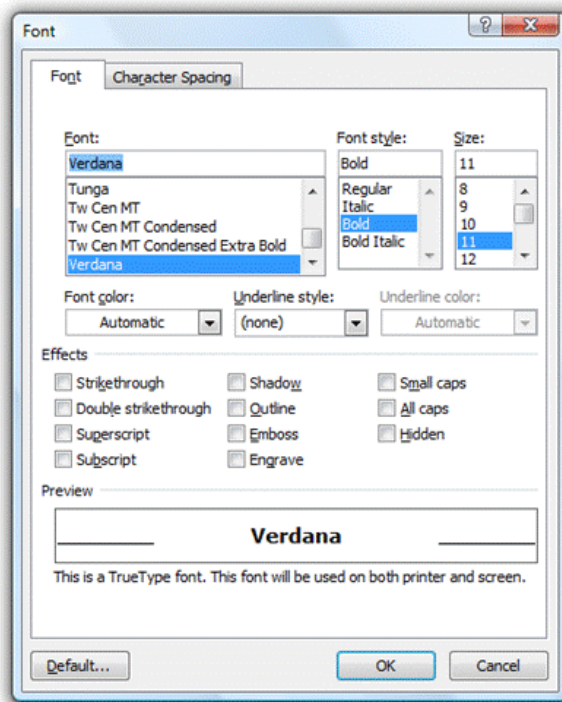 Font
Font Character Spacing
Font: Font style: Size:
Verdana Bold 11
Tunga Regular 8
Tw Cen MT Italic 9
Tw Cen MT Condensed Bold 10
Tw Cen MT Condensed Extra Bold Bold Italic 11
Verdana 12
Font color: Underline style: Underline color:
Automatic (none) Automatic
Effects
Strikethrough Shadow Small caps
Double strikethrough Outline All caps
Superscript Emboss Hidden
Subscript Engrave
Preview
Verdana
This is a TrueType font. This font will be used on both printer and screen.
Default... OK Cancel